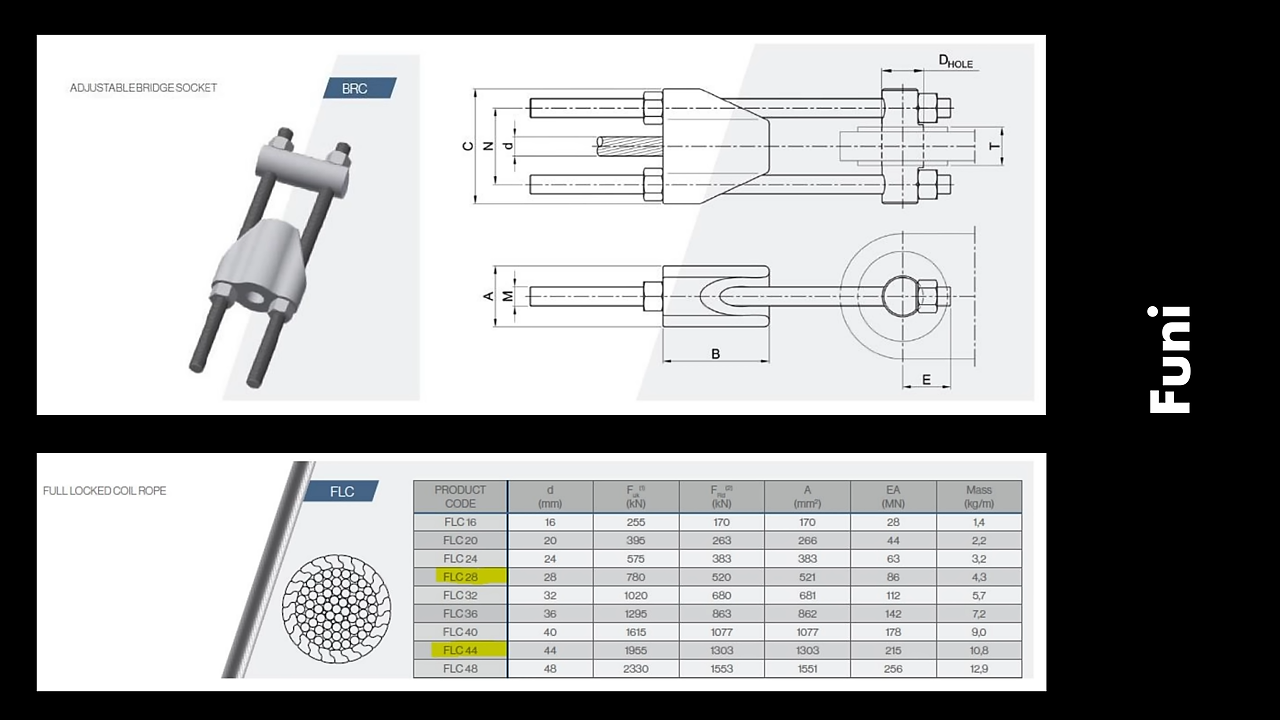 ADJUSTABLE BRIDGE SOCKET
BRC
D HOLE
C
N
d
T
A
M
B
E
Funi
FULL LOCKED COIL ROPE
FLC
PRODUCT CODE d (mm) F uk (1) (kN) F Rd (2) (kN) A (mm²) EA (MN) Mass (kg/m)
FLC 16 16 255 170 170 28 1,4
FLC 20 20 395 263 266 44 2,2
FLC 24 24 575 383 383 63 3,2
FLC 28 28 780 520 521 86 4,3
FLC 32 32 1020 680 681 112 5,7
FLC 36 36 1295 863 862 142 7,2
FLC 40 40 1615 1077 1077 178 9,0
FLC 44 44 1955 1303 1303 215 10,8
FLC 48 48 2330 1553 1551 256 12,9